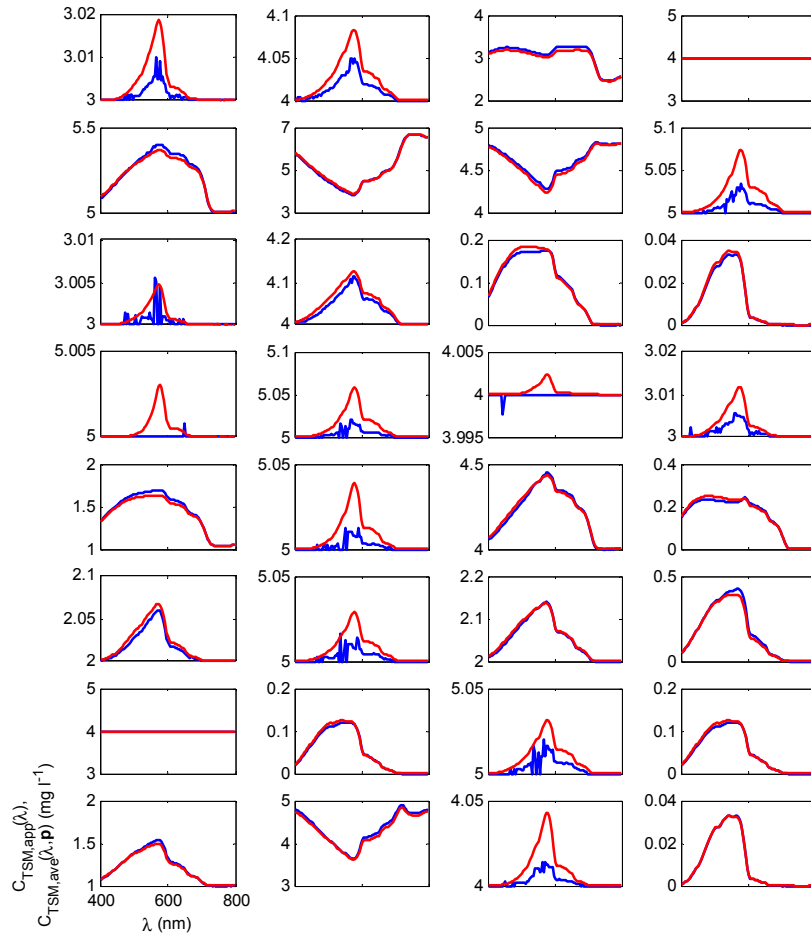 3.02 4 5
3.01 4.05 3 4
3 4 2 3
5.5 7 5 5.1
5 4.5 5.05
5 3 4 5
3.01 4.2 0.2 0.04
3.005 4.1 0.1 0.02
3 4 0 0
5.005 5.1 4.005 3.02
5.05 4 3.01
5 5 3.995 3
2 5.05 4.5 0.4
1.5 0.2
1 5 4 0
2.1 5.05 2.2 0.5
2.05 2.1
2 5 2 0
5 0.2 5.05 0.2
4 0.1 0.1
3 0 5 0
2 5 4.05 0.04
1.5 4 0.02
1 3 4 0
400 600 800
λ (nm)
C_TSM,app(λ),
C_TSM,ave(λ,p) (mg l⁻¹)